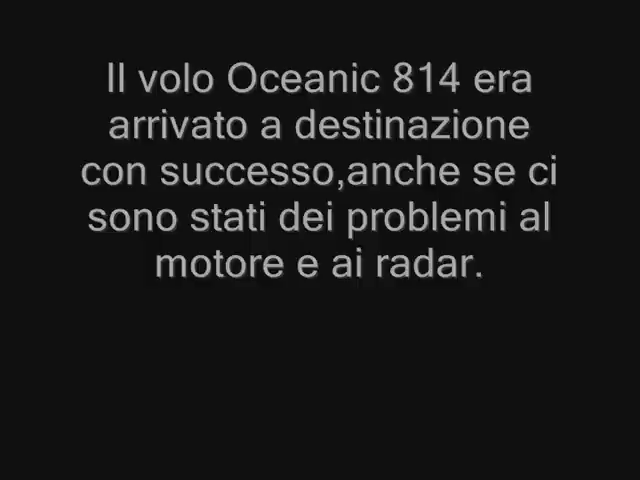 Il volo Oceanic 814 era
arrivato a destinazione
con successo,anche se ci
sono stati dei problemi al
motore e ai radar.